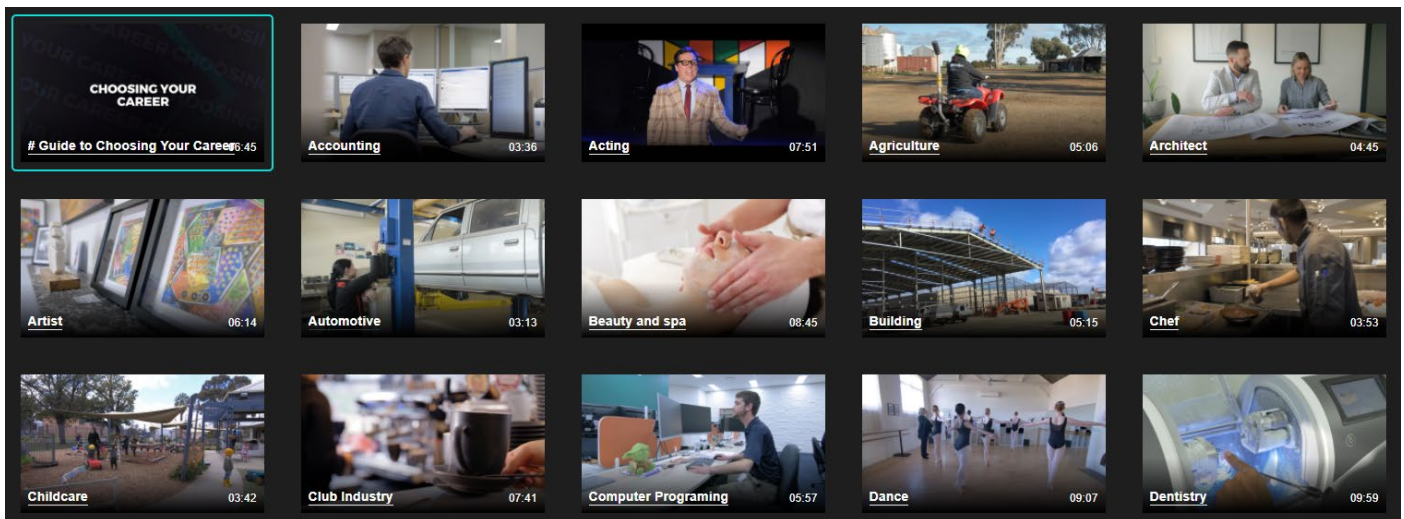 CHOOSING YOUR
CAREER
# Guide to Choosing Your Career 06:45
Accounting 03:36
Acting 07:51
Agriculture 05:06
Architect 04:45
Artist 06:14
Automotive 03:13
Beauty and spa 08:45
Building 05:15
Chef 03:53
Childcare 03:42
Club Industry 07:41
Computer Programing 05:57
Dance 09:07
Dentistry 09:59